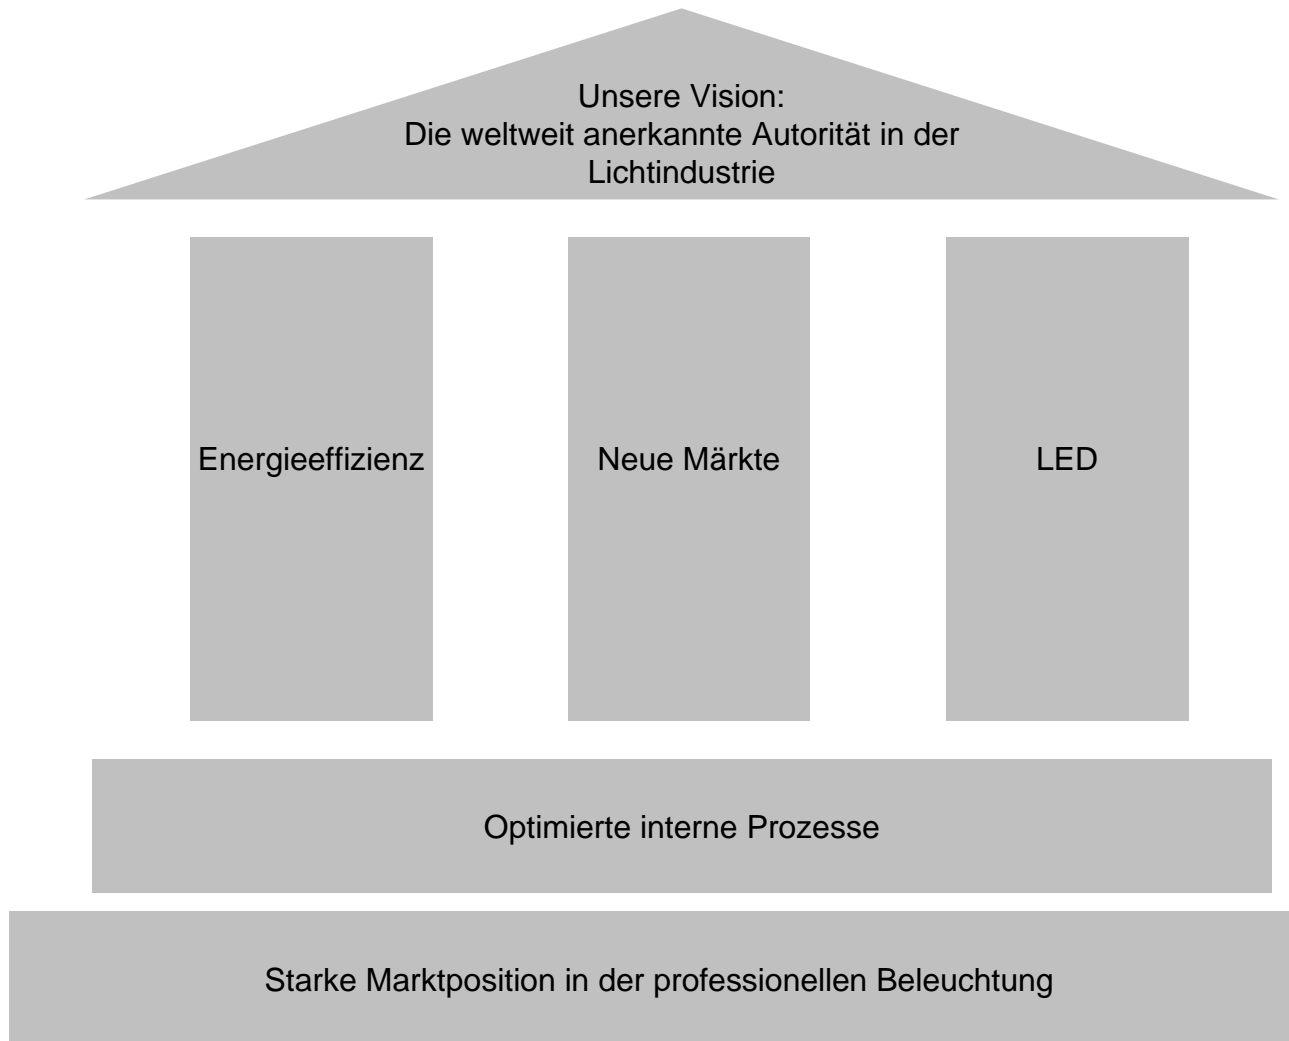 Unsere Vision:
Die weltweit anerkannte Autorität in der
Lichtindustrie
Energieeffizienz
Neue Märkte
LED
Optimierte interne Prozesse
Starke Marktposition in der professionellen Beleuchtung